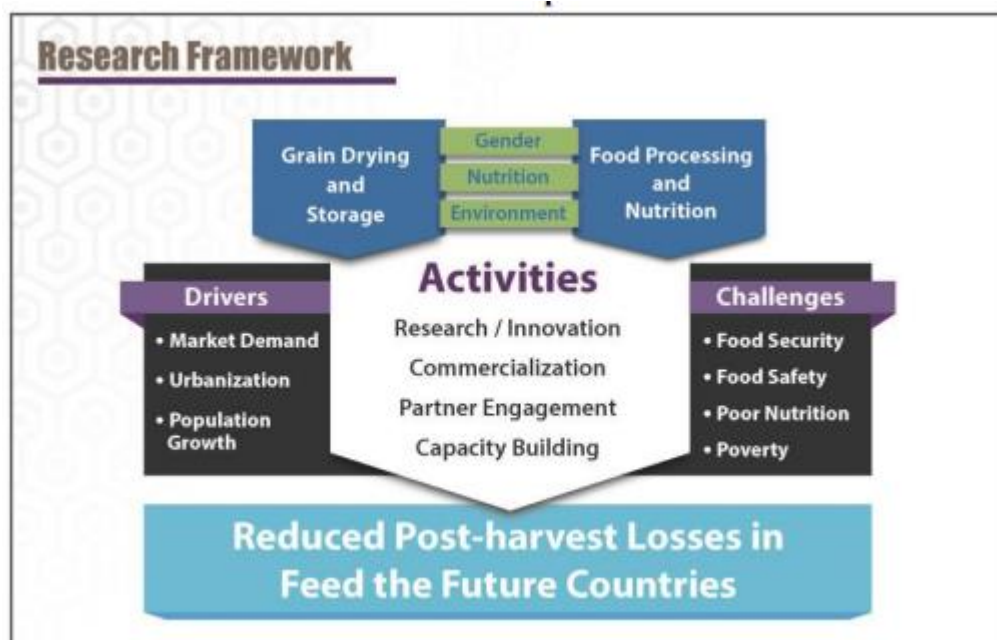 Research Framework
Grain Drying
and
Storage
Gender
Nutrition
Environment
Food Processing
and
Nutrition
Activities
Research / Innovation
Commercialization
Partner Engagement
Capacity Building
Drivers
• Market Demand
• Urbanization
• Population
Growth
Challenges
• Food Security
• Food Safety
• Poor Nutrition
• Poverty
Reduced Post-harvest Losses in
Feed the Future Countries